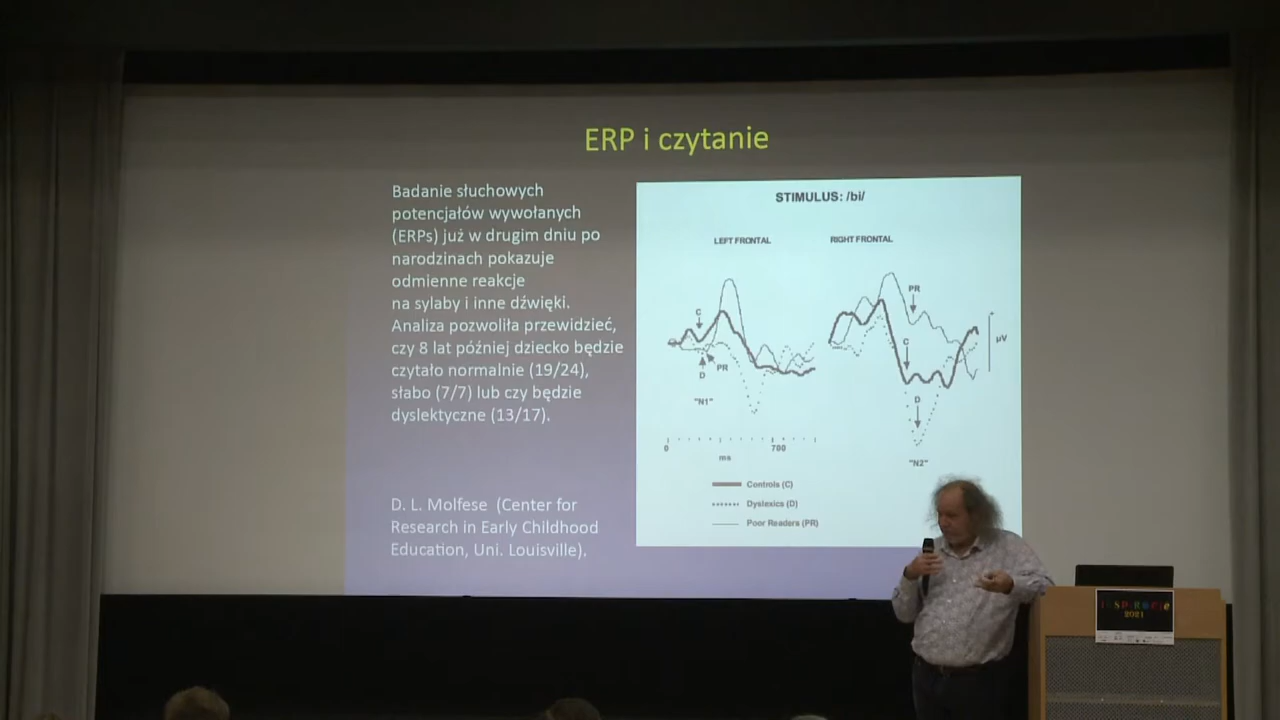 ERP i czytanie
Badanie słuchowych
potencjałów wywołanych
(ERPs) już w drugim dniu po
narodzinach pokazuje
odmienne reakcje
na sylaby i inne dźwięki.
Analiza pozwoliła przewidzieć,
czy 8 lat później dziecko będzie
czytało normalnie (19/24),
słabo (7/7) lub czy będzie
dyslektyczne (13/17).
D. L. Molfese (Center for
Research in Early Childhood
Education, Uni. Louisville).
STIMULUS: /bi/
LEFT FRONTAL
RIGHT FRONTAL
C
D
PR
"N1"
PR
C
D
"N2"
µV
0
700
ms
Controls (C)
Dyslexics (D)
Poor Readers (PR)
INSPIRACJE
2021